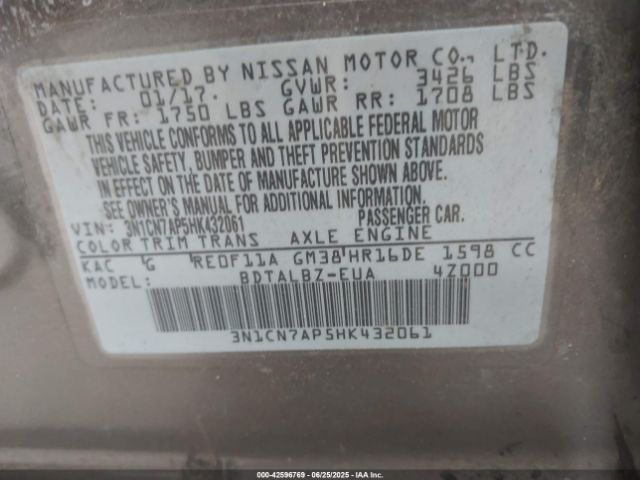 MANUFACTURED BY NISSAN MOTOR CO., LTD.
DATE: 01/17. GVWR: 3426 LBS
GAWR FR: 1750 LBS GAWR RR: 1708 LBS
THIS VEHICLE CONFORMS TO ALL APPLICABLE FEDERAL MOTOR
VEHICLE SAFETY, BUMPER AND THEFT PREVENTION STANDARDS
IN EFFECT ON THE DATE OF MANUFACTURE SHOWN ABOVE.
SEE OWNER'S MANUAL FOR ADDITIONAL INFORMATION.
VIN: 3N1CN7AP5HK432061 PASSENGER CAR.
COLOR TRIM TRANS AXLE ENGINE
KAC G RE0F11A GM38 HR16DE 1598 CC
MODEL: BDTALBZ-EUA 4Z000
3N1CN7AP5HK432061
000-42596769 - 06/25/2025 - IAA Inc.